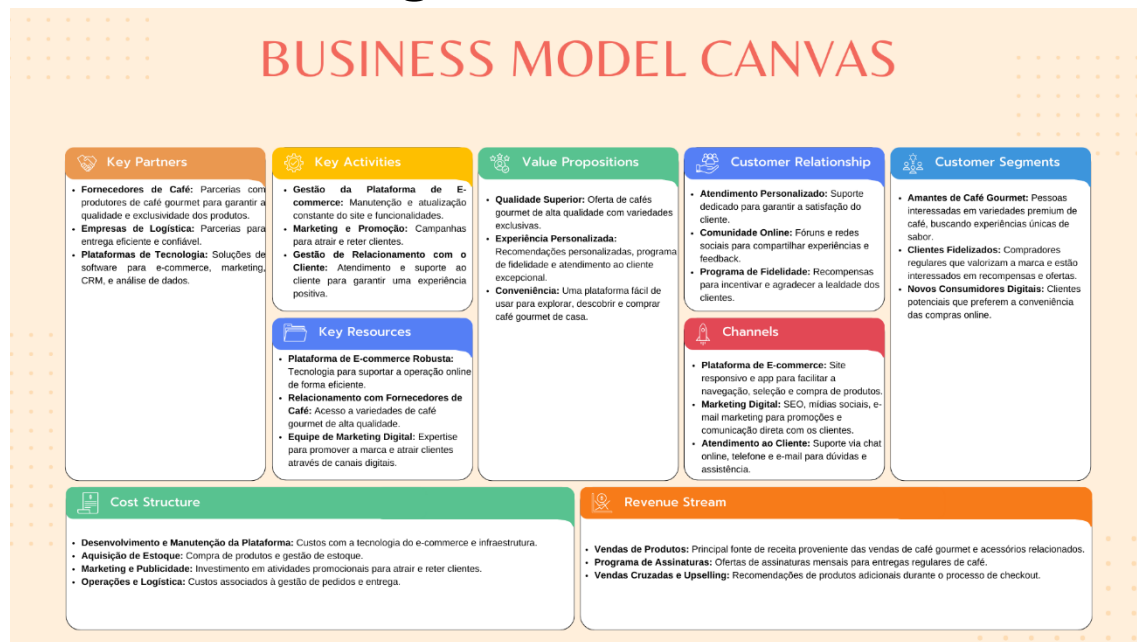 BUSINESS MODEL CANVAS
Key Partners
• Fornecedores de Café: Parcerias com
produtores de café gourmet para garantir a
qualidade e exclusividade dos produtos.
• Empresas de Logística: Parcerias para
entrega eficiente e confiável.
• Plataformas de Tecnologia: Soluções de
software para e-commerce, marketing,
CRM, e análise de dados.
Key Activities
• Gestão da Plataforma de E-
commerce: Manutenção e atualização
constante do site e funcionalidades.
• Marketing e Promoção: Campanhas
para atrair e reter clientes.
• Gestão de Relacionamento com o
Cliente: Atendimento e suporte ao
cliente para garantir uma experiência
positiva.
Key Resources
• Plataforma de E-commerce Robusta:
Tecnologia para suportar a operação online
de forma eficiente.
• Relacionamento com Fornecedores de
Café: Acesso a variedades de café
gourmet de alta qualidade.
• Equipe de Marketing Digital: Expertise
para promover a marca e atrair clientes
através de canais digitais.
Value Propositions
• Qualidade Superior: Oferta de cafés
gourmet de alta qualidade com variedades
exclusivas.
• Experiência Personalizada:
Recomendações personalizadas, programa
de fidelidade e atendimento ao cliente
excepcional.
• Conveniência: Uma plataforma fácil de
usar para explorar, descobrir e comprar
café gourmet de casa.
Customer Relationship
• Atendimento Personalizado: Suporte
dedicado para garantir a satisfação do
cliente.
• Comunidade Online: Fóruns e redes
sociais para compartilhar experiências e
feedback.
• Programa de Fidelidade: Recompensas
para incentivar e agradecer a lealdade dos
clientes.
Channels
• Plataforma de E-commerce: Site
responsivo e app para facilitar a
navegação, seleção e compra de produtos.
• Marketing Digital: SEO, mídias sociais, e-
mail marketing para promoções e
comunicação direta com os clientes.
• Atendimento ao Cliente: Suporte via chat
online, telefone e e-mail para dúvidas e
assistência.
Customer Segments
• Amantes de Café Gourmet: Pessoas
interessadas em variedades premium de
café, buscando experiências únicas de
sabor.
• Clientes Fidelizados: Compradores
regulares que valorizam a marca e estão
interessados em recompensas e ofertas.
• Novos Consumidores Digitais: Clientes
potenciais que preferem a conveniência
das compras online.
Cost Structure
• Desenvolvimento e Manutenção da Plataforma: Custos com a tecnologia do e-commerce e infraestrutura.
• Aquisição de Estoque: Compra de produtos e gestão de estoque.
• Marketing e Publicidade: Investimento em atividades promocionais para atrair e reter clientes.
• Operações e Logística: Custos associados à gestão de pedidos e entrega.
Revenue Stream
• Vendas de Produtos: Principal fonte de receita proveniente das vendas de café gourmet e acessórios relacionados.
• Programa de Assinaturas: Ofertas de assinaturas mensais para entregas regulares de café.
• Vendas Cruzadas e Upselling: Recomendações de produtos adicionais durante o processo de checkout.